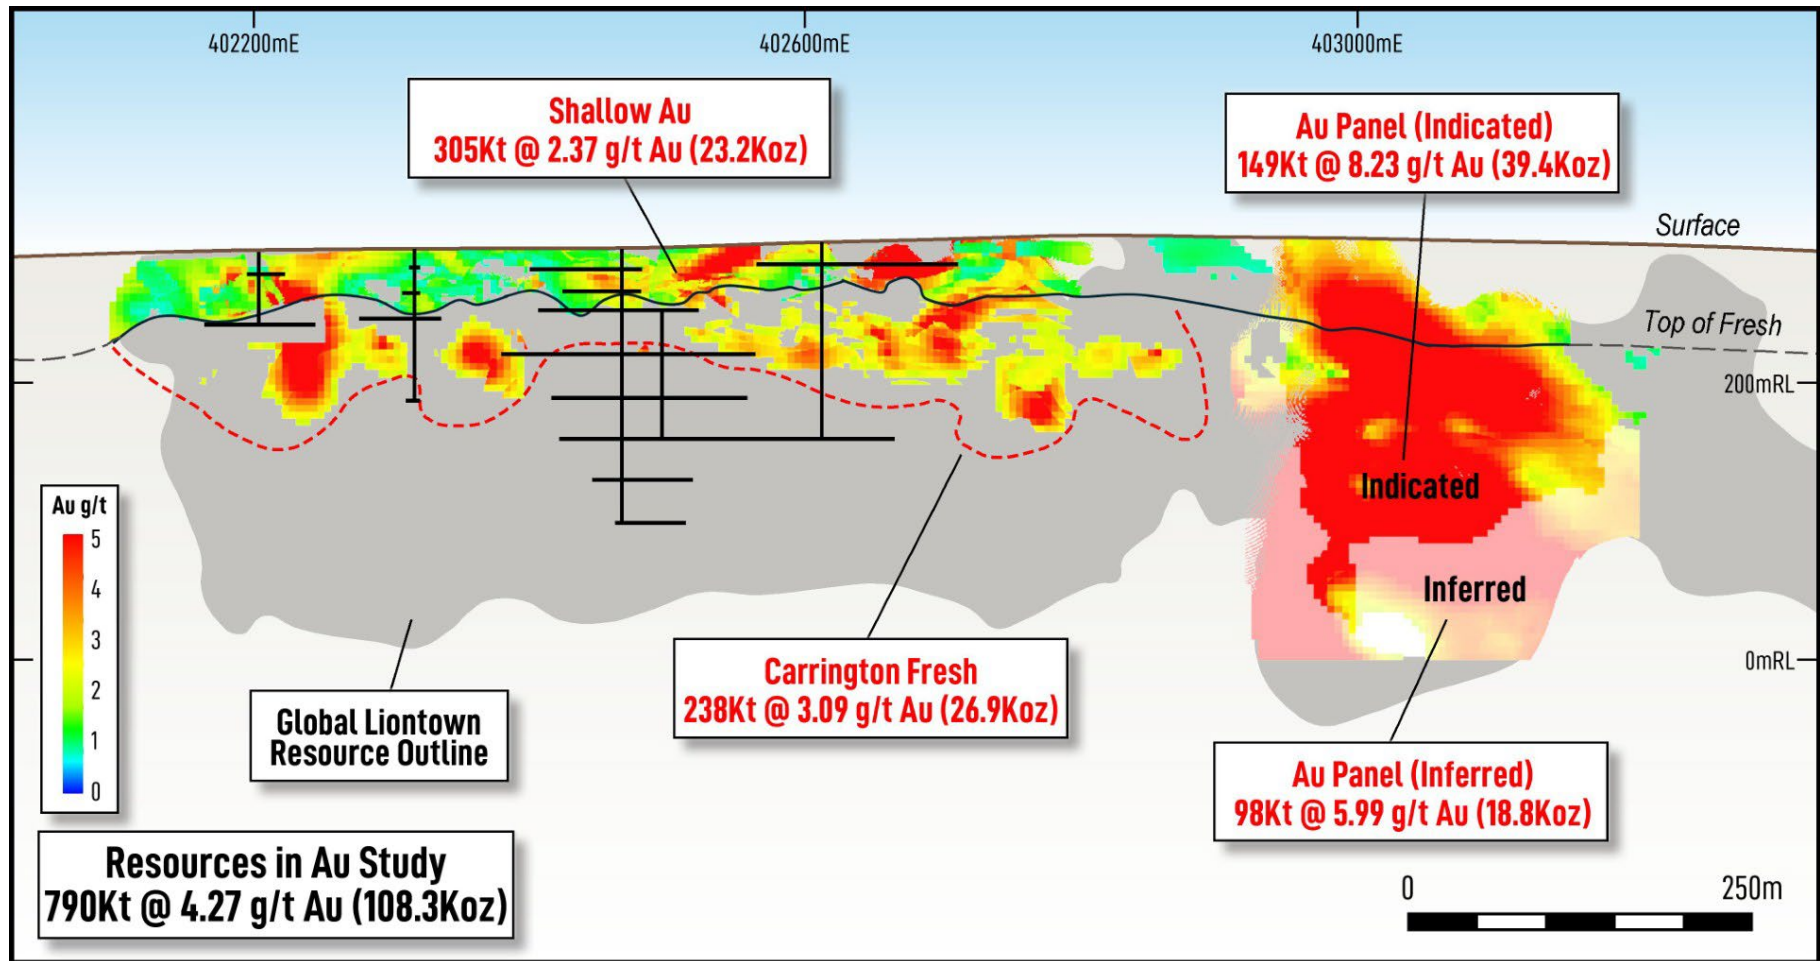 402200mE
402600mE
403000mE
Shallow Au
305Kt @ 2.37 g/t Au (23.2Koz)
Au Panel (Indicated)
149Kt @ 8.23 g/t Au (39.4Koz)
Surface
Top of Fresh
200mRL
Indicated
Inferred
0mRL
Au g/t
5
4
3
2
1
0
Carrington Fresh
238Kt @ 3.09 g/t Au (26.9Koz)
Global Liontown
Resource Outline
Au Panel (Inferred)
98Kt @ 5.99 g/t Au (18.8Koz)
Resources in Au Study
790Kt @ 4.27 g/t Au (108.3Koz)
0
250m